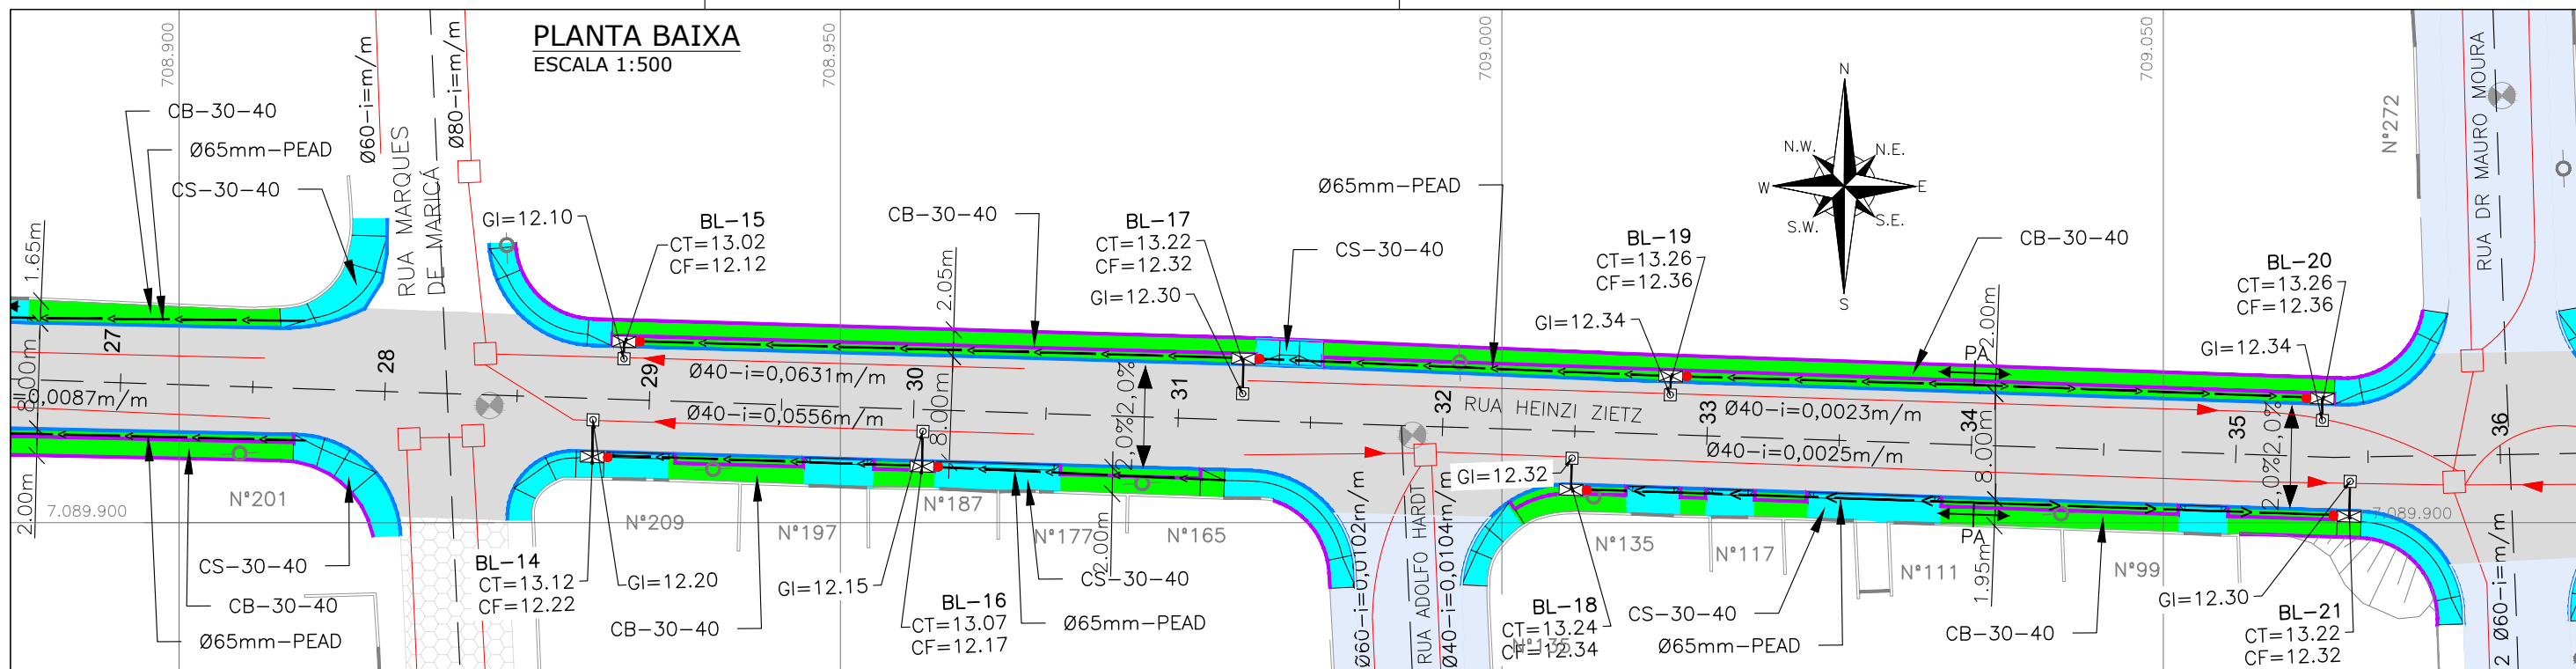 PLANTA BAIXA
ESCALA 1:500
708.900
708.950
709.000
709.050
CB-30-40
Ø65mm-PEAD
CS-30-40
Ø60-i=m/m
Ø80-i=m/m
RUA MARQUES
DE MARICÁ
GI=12.10
BL-15
CT=13.02
CF=12.12
CB-30-40
2.05m
BL-17
CT=13.22
CF=12.32
GI=12.30
Ø65mm-PEAD
CS-30-40
BL-19
CT=13.26
CF=12.36
GI=12.34
N
N.E.
E
S.E.
S
S.W.
W
N.W.
CB-30-40
PA
2.00m
BL-20
CT=13.26
CF=12.36
GI=12.34
N°272
RUA DR MAURO MOURA
1.65m
8.00m
=0,0087m/m
2.00m
27
28
29
30
31
32
33
34
35
36
Ø40-i=0,0631m/m
Ø40-i=0,0556m/m
8.00m
2,0%
2,0%
RUA HEINZI ZIETZ
Ø40-i=0,0023m/m
Ø40-i=0,0025m/m
8.00m
2,0%
2,0%
7.089.900
7.089.900
N°201
N°209
N°197
N°187
N°177
N°165
N°135
N°117
N°111
N°99
N°135
CS-30-40
CB-30-40
Ø65mm-PEAD
BL-14
CT=13.12
CF=12.22
GI=12.20
CB-30-40
GI=12.15
BL-16
CT=13.07
CF=12.17
CS-30-40
Ø65mm-PEAD
2.00m
Ø60-i=0,0102m/m
RUA ADOLFO HARDT
Ø40-i=0,0104m/m
GI=12.32
BL-18
CT=13.24
CF=12.34
CS-30-40
Ø65mm-PEAD
PA
1.95m
CB-30-40
GI=12.30
BL-21
CT=13.22
CF=12.32
2 Ø60-i=m/m